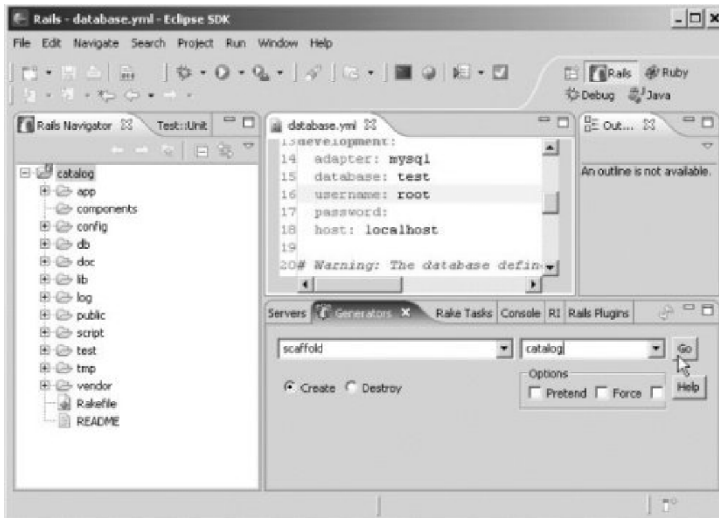 Rails - database.yml - Eclipse SDK
File Edit Navigate Search Project Run Window Help
Rails Ruby
Debug Java
Rails Navigator Test::Unit
catalog
app
components
config
db
doc
lib
log
public
script
test
tmp
vendor
Rakefile
README
database.yml
13development:
14 adapter: mysql
15 database: test
16 username: root
17 password:
18 host: localhost
19
20# Warning: The database defin
Out...
An outline is not available.
Servers Generators Rake Tasks Console RI Rails Plugins
scaffold catalog Go
Create Destroy
Options
Pretend Force
Help